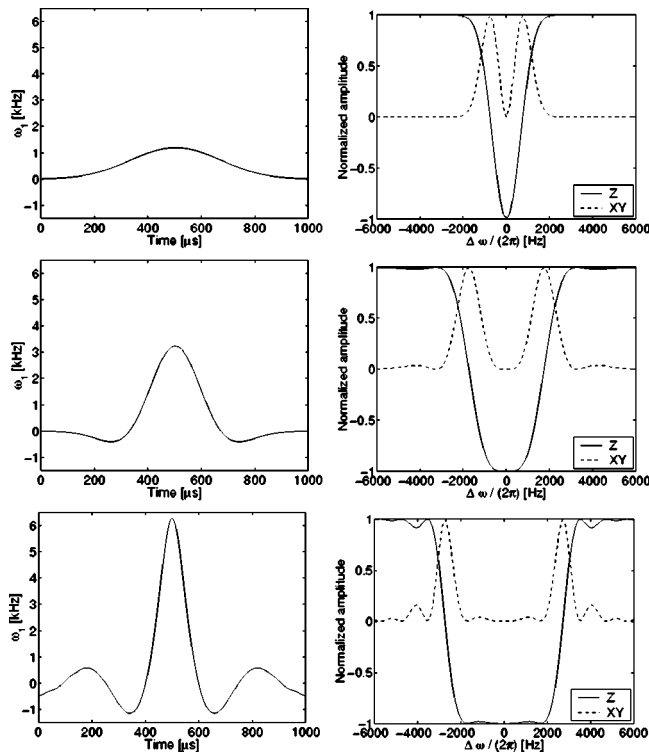 ω₁ [kHz]
6
5
4
3
2
1
0
−1
0 200 400 600 800 1000
Time [μs]
Normalized amplitude
1
0.5
0
−0.5
−1
−6000 −4000 −2000 0 2000 4000 6000
Δ ω / (2π) [Hz]
Z
XY
ω₁ [kHz]
6
5
4
3
2
1
0
−1
0 200 400 600 800 1000
Time [μs]
Normalized amplitude
1
0.5
0
−0.5
−1
−6000 −4000 −2000 0 2000 4000 6000
Δ ω / (2π) [Hz]
Z
XY
ω₁ [kHz]
6
5
4
3
2
1
0
−1
0 200 400 600 800 1000
Time [μs]
Normalized amplitude
1
0.5
0
−0.5
−1
−6000 −4000 −2000 0 2000 4000 6000
Δ ω / (2π) [Hz]
Z
XY